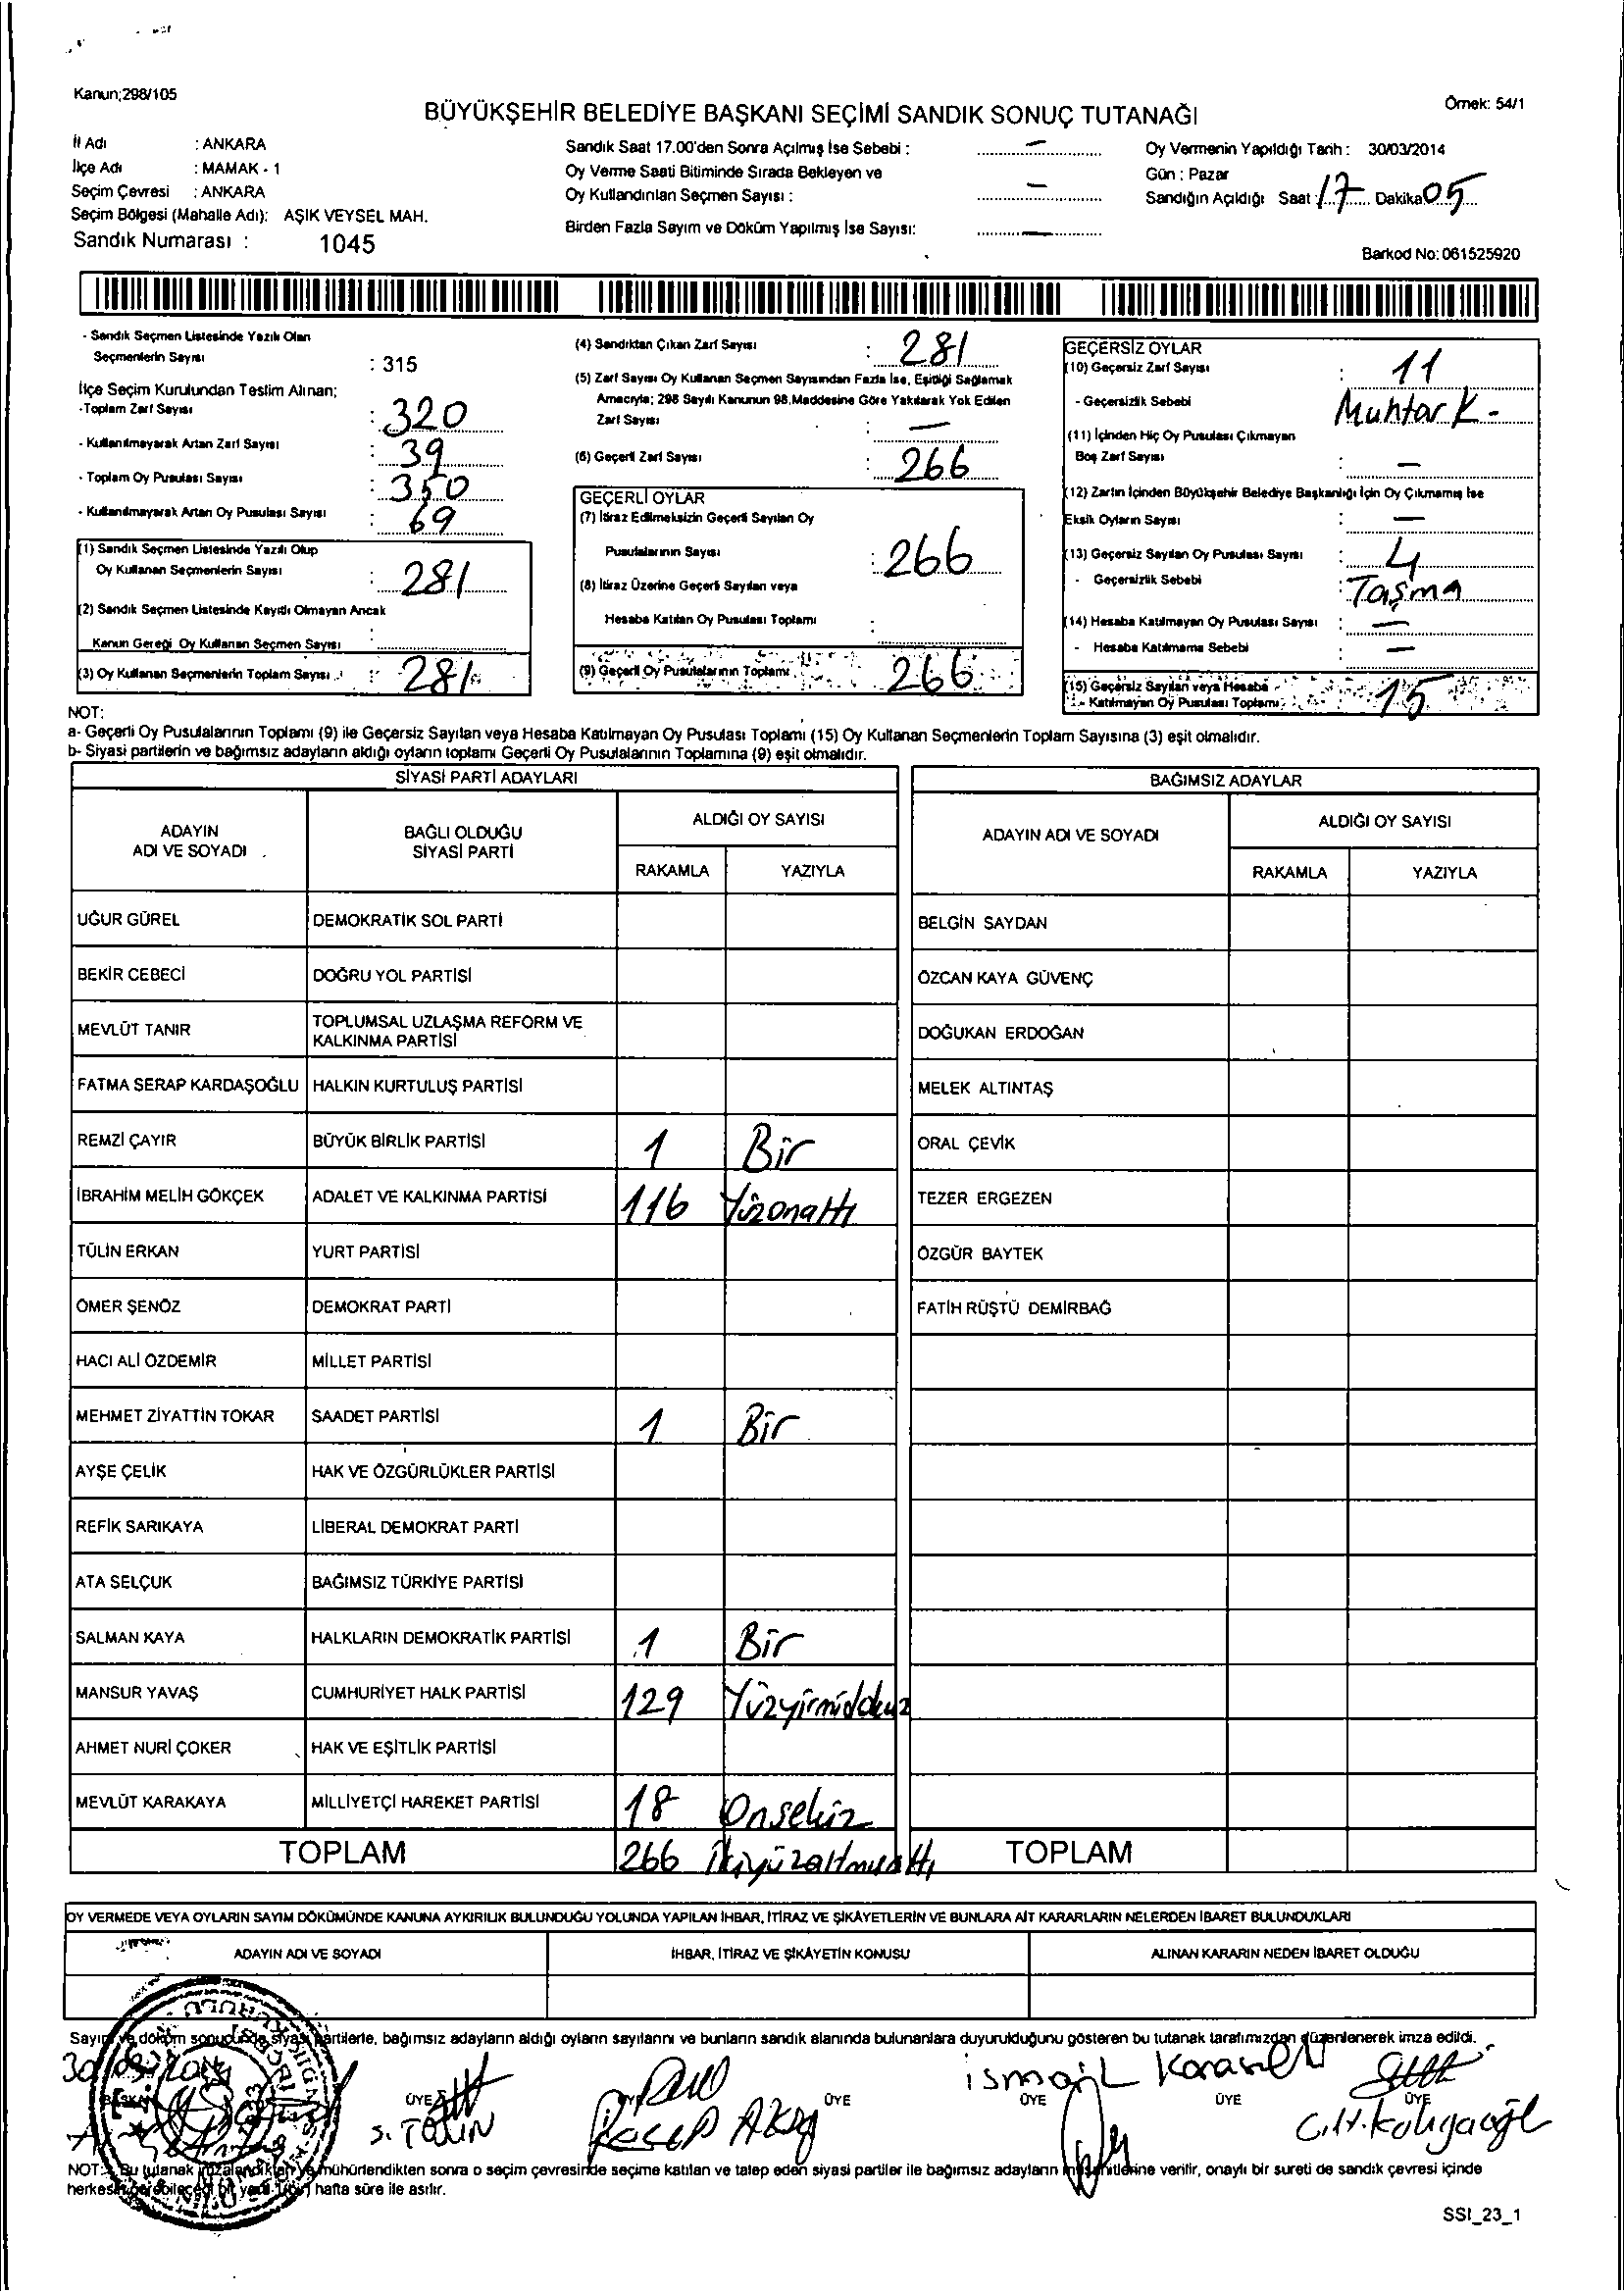 Kanun;298/105
Örnek: 54/1
BÜYÜKŞEHİR BELEDİYE BAŞKANI SEÇİMİ SANDIK SONUÇ TUTANAĞI
İl Adı : ANKARA
İlçe Adı : MAMAK - 1
Seçim Çevresi : ANKARA
Seçim Bölgesi (Mahalle Adı): AŞIK VEYSEL MAH.
Sandık Numarası : 1045
Sandık Saat 17.00'den Sonra Açılmış İse Sebebi : —
Oy Verme Saati Bitiminde Sırada Bekleyen ve
Oy Kullandırılan Seçmen Sayısı : —
Birden Fazla Sayım ve Döküm Yapılmış İse Sayısı: —
Oy Vermenin Yapıldığı Tarih : 30/03/2014
Gün : Pazar
Sandığın Açıldığı Saat : 17 Dakika 05
Barkod No: 061525920
- Sandık Seçmen Listesinde Yazılı Olan
Seçmenlerin Sayısı : 315
İlçe Seçim Kurulundan Teslim Alınan;
-Toplam Zarf Sayısı : 320
- Kullanılmayarak Artan Zarf Sayısı : 39
- Toplam Oy Pusulası Sayısı : 350
- Kullanılmayarak Artan Oy Pusulası Sayısı : 69
(1) Sandık Seçmen Listesinde Yazılı Olup
Oy Kullanan Seçmenlerin Sayısı : 281
(2) Sandık Seçmen Listesinde Kayıtlı Olmayan Ancak
Kanun Gereği Oy Kullanan Seçmen Sayısı :
(3) Oy Kullanan Seçmenlerin Toplam Sayısı : 281
(4) Sandıktan Çıkan Zarf Sayısı : 281
(5) Zarf Sayısı Oy Kullanan Seçmen Sayısından Fazla İse, Eşitliği Sağlamak
Amacıyla; 298 Sayılı Kanunun 98.Maddesine Göre Yakılarak Yok Edilen
Zarf Sayısı : —
(6) Geçerli Zarf Sayısı : 266
GEÇERLİ OYLAR
(7) İtiraz Edilmeksizin Geçerli Sayılan Oy
Pusulalarının Sayısı : 266
(8) İtiraz Üzerine Geçerli Sayılan veya
Hesaba Katılan Oy Pusulası Toplamı :
(9) Geçerli Oy Pusulalarının Toplamı : 266
GEÇERSİZ OYLAR
(10) Geçersiz Zarf Sayısı : 11
- Geçersizlik Sebebi : Muhtar K-
(11) İçinden Hiç Oy Pusulası Çıkmayan
Boş Zarf Sayısı : —
(12) Zarfın İçinden Büyükşehir Belediye Başkanlığı İçin Oy Çıkmamış İse
Eksik Oyların Sayısı : —
(13) Geçersiz Sayılan Oy Pusulası Sayısı : 4
- Geçersizlik Sebebi : Taşma
(14) Hesaba Katılmayan Oy Pusulası Sayısı : —
- Hesaba Katılmama Sebebi : —
(15) Geçersiz Sayılan veya Hesaba
Katılmayan Oy Pusulası Toplamı : 15
NOT:
a- Geçerli Oy Pusulalarının Toplamı (9) ile Geçersiz Sayılan veya Hesaba Katılmayan Oy Pusulası Toplamı (15) Oy Kullanan Seçmenlerin Toplam Sayısına (3) eşit olmalıdır.
b- Siyasi partilerin ve bağımsız adayların aldığı oyların toplamı Geçerli Oy Pusulalarının Toplamına (9) eşit olmalıdır.
SİYASİ PARTİ ADAYLARI
ADAYIN ADI VE SOYADI BAĞLI OLDUĞU SİYASİ PARTİ ALDIĞI OY SAYISI
RAKAMLA YAZIYLA
UĞUR GÜREL DEMOKRATİK SOL PARTİ
BEKİR CEBECİ DOĞRU YOL PARTİSİ
MEVLÜT TANIR TOPLUMSAL UZLAŞMA REFORM VE KALKINMA PARTİSİ
FATMA SERAP KARDAŞOĞLU HALKIN KURTULUŞ PARTİSİ
REMZİ ÇAYIR BÜYÜK BİRLİK PARTİSİ 1 Bir
İBRAHİM MELİH GÖKÇEK ADALET VE KALKINMA PARTİSİ 116 Yüzonaltı
TÜLİN ERKAN YURT PARTİSİ
ÖMER ŞENÖZ DEMOKRAT PARTİ
HACI ALİ ÖZDEMİR MİLLET PARTİSİ
MEHMET ZİYATTİN TOKAR SAADET PARTİSİ 1 Bir
AYŞE ÇELİK HAK VE ÖZGÜRLÜKLER PARTİSİ
REFİK SARIKAYA LİBERAL DEMOKRAT PARTİ
ATA SELÇUK BAĞIMSIZ TÜRKİYE PARTİSİ
SALMAN KAYA HALKLARIN DEMOKRATİK PARTİSİ 1 Bir
MANSUR YAVAŞ CUMHURİYET HALK PARTİSİ 129 Yüzyirmidokuz
AHMET NURİ ÇOKER HAK VE EŞİTLİK PARTİSİ
MEVLÜT KARAKAYA MİLLİYETÇİ HAREKET PARTİSİ 18 Onsekiz
TOPLAM 266 İkiyüzaltmışaltı
BAĞIMSIZ ADAYLAR
ADAYIN ADI VE SOYADI ALDIĞI OY SAYISI
RAKAMLA YAZIYLA
BELGİN SAYDAN
ÖZCAN KAYA GÜVENÇ
DOĞUKAN ERDOĞAN
MELEK ALTINTAŞ
ORAL ÇEVİK
TEZER ERGEZEN
ÖZGÜR BAYTEK
FATİH RÜŞTÜ DEMİRBAĞ
TOPLAM
OY VERMEDE VEYA OYLARIN SAYIM DÖKÜMÜNDE KANUNA AYKIRILIK BULUNDUĞU YOLUNDA YAPILAN İHBAR, İTİRAZ VE ŞİKÂYETLERİN VE BUNLARA AİT KARARLARIN NELERDEN İBARET BULUNDUKLARI
ADAYIN ADI VE SOYADI İHBAR, İTİRAZ VE ŞİKÂYETİN KONUSU ALINAN KARARIN NEDEN İBARET OLDUĞU
Sayım ve döküm sonucunda siyasi partilerle, bağımsız adayların aldığı oyların sayılarını ve bunların sandık alanında bulunanlara duyurulduğunu gösteren bu tutanak tarafımızdan düzenlenerek imza edildi.
BAŞKAN ÜYE ÜYE ÜYE ÜYE ÜYE
İsmail
Recep
NOT: Bu tutanak imzalandıktan ve mühürlendikten sonra o seçim çevresinde seçime katılan ve talep eden siyasi partiler ile bağımsız adayların müşahitlerine verilir, onaylı bir sureti de sandık çevresi içinde
herkesin görebileceği bir yere 1(bir) hafta süre ile asılır.
SSI_23_1